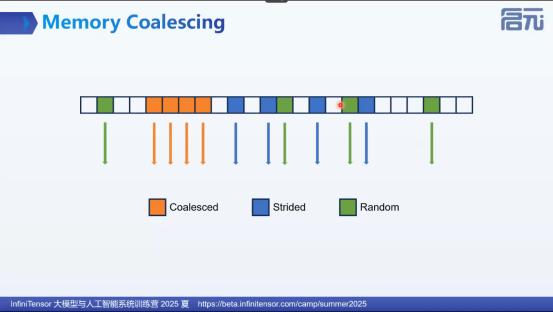 Memory Coalescing
启元
Coalesced
Strided
Random
InfiniTensor 大模型与人工智能系统训练营 2025 夏 https://beta.infinitensor.com/camp/summer2025